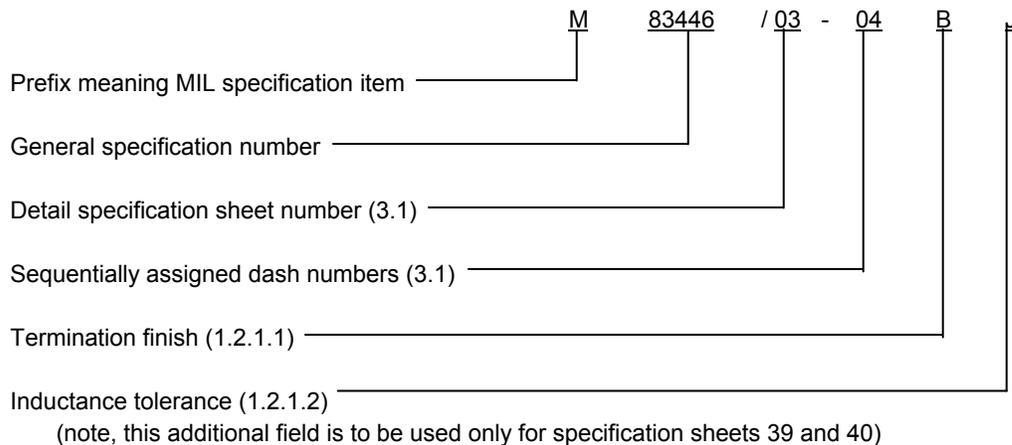 M 83446 / 03 - 04 B
Prefix meaning MIL specification item
General specification number
Detail specification sheet number (3.1)
Sequentially assigned dash numbers (3.1)
Termination finish (1.2.1.1)
Inductance tolerance (1.2.1.2)
(note, this additional field is to be used only for specification sheets 39 and 40)